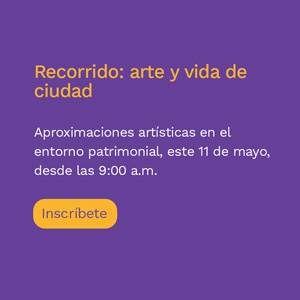 Recorrido: arte y vida de
ciudad
Aproximaciones artísticas en el
entorno patrimonial, este 11 de mayo,
desde las 9:00 a.m.
Inscríbete